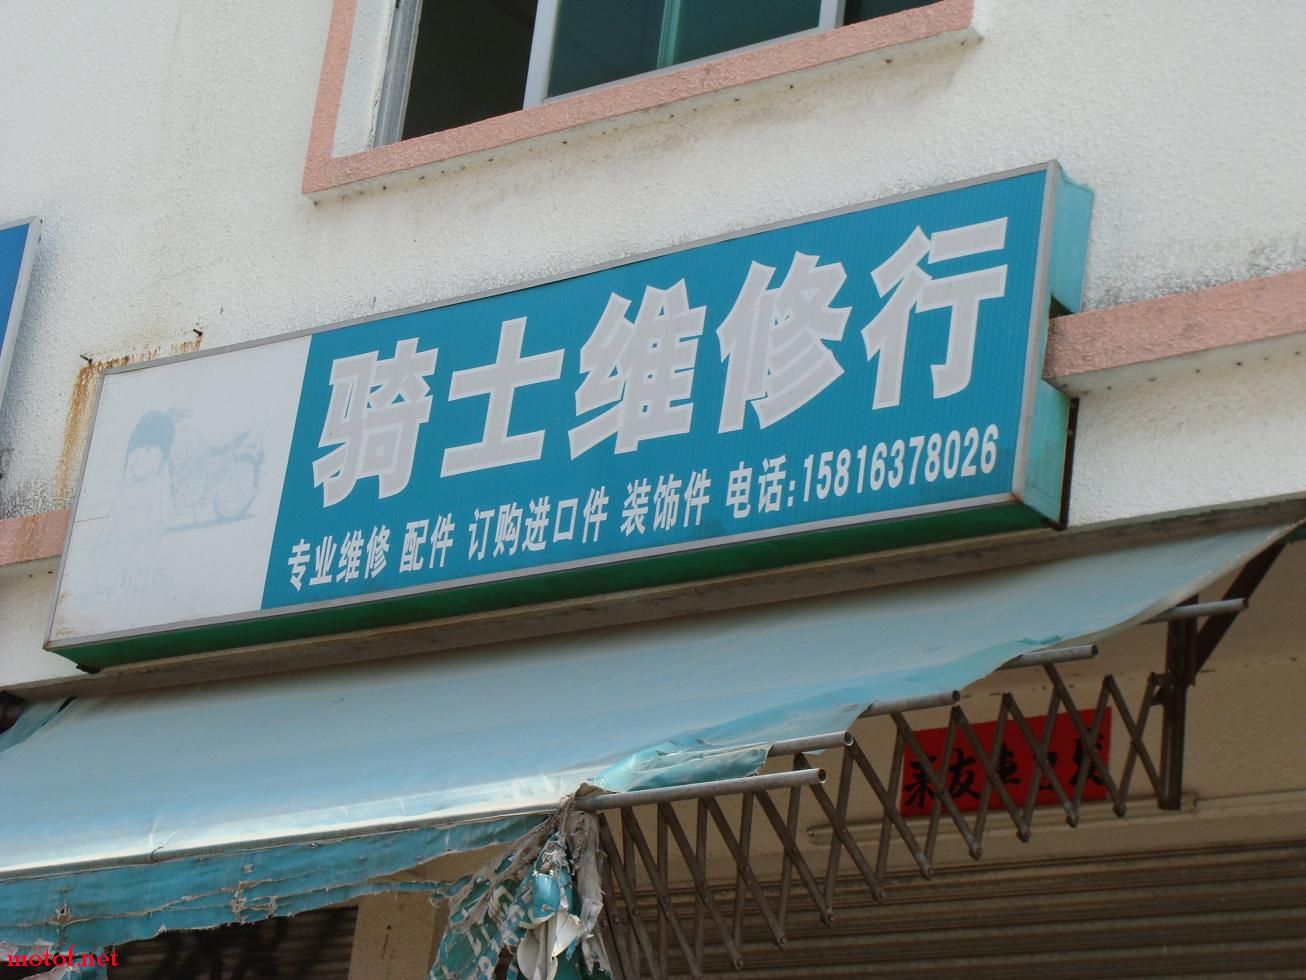 骑士维修行
专业维修 配件 订购进口件 装饰件 电话:15816378026
motof.net